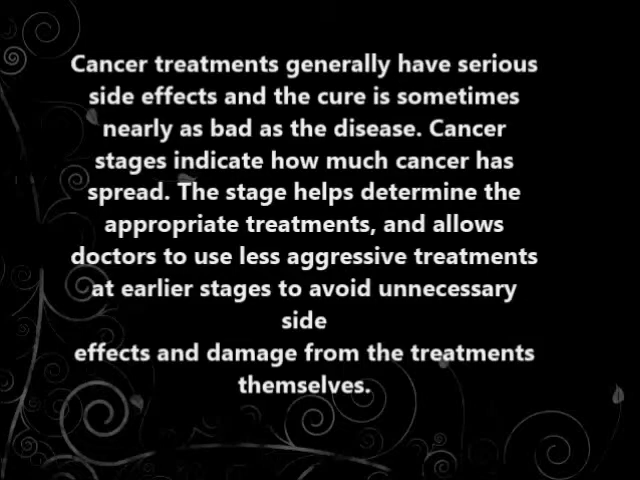 Cancer treatments generally have serious
side effects and the cure is sometimes
nearly as bad as the disease. Cancer
stages indicate how much cancer has
spread. The stage helps determine the
appropriate treatments, and allows
doctors to use less aggressive treatments
at earlier stages to avoid unnecessary
side
effects and damage from the treatments
themselves.